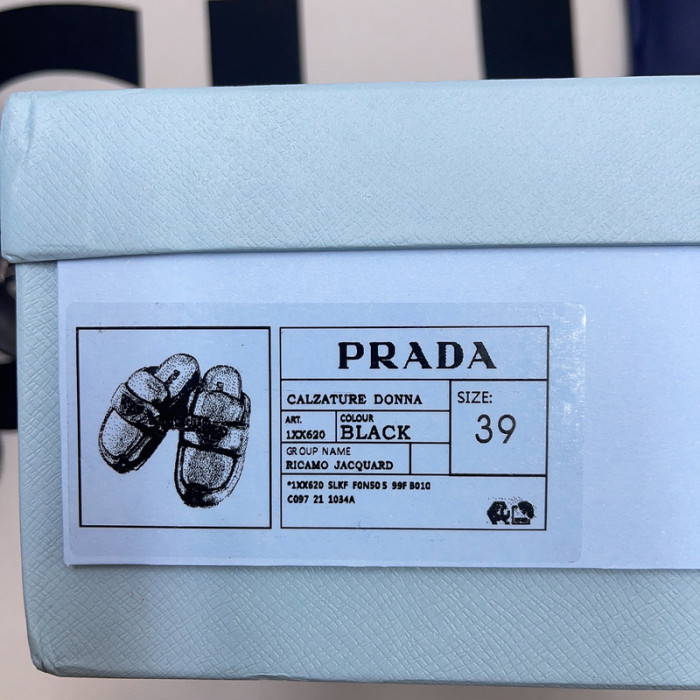 PRADA
CALZATURE DONNA
SIZE:
39
ART.
1XX620
COLOUR
BLACK
GROUP NAME
RICAMO JACQUARD
*1XX620 SLKF F0N50 5 99F B010
C097 21 1034A